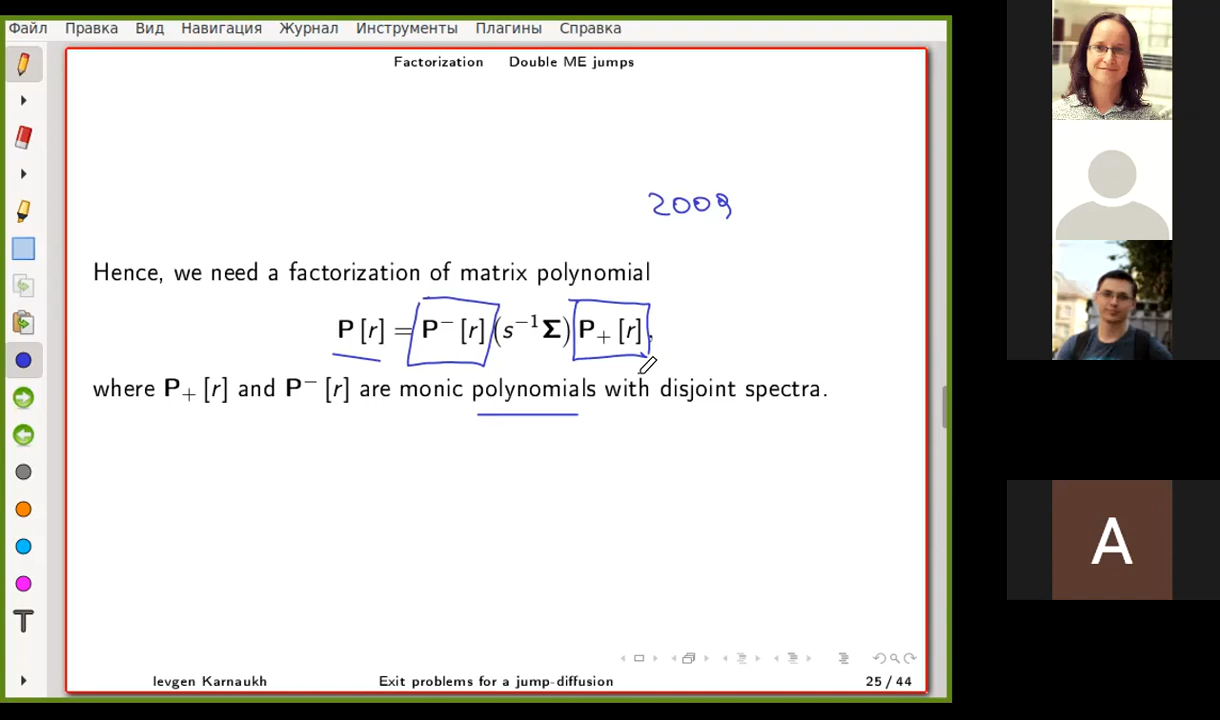 Файл Правка Вид Навигация Журнал Инструменты Плагины Справка
Factorization Double ME jumps
2009
Hence, we need a factorization of matrix polynomial
P [r] = P⁻ [r] (s⁻¹Σ) P₊ [r],
where P₊ [r] and P⁻ [r] are monic polynomials with disjoint spectra.
T
A
Ievgen Karnaukh Exit problems for a jump-diffusion 25 / 44